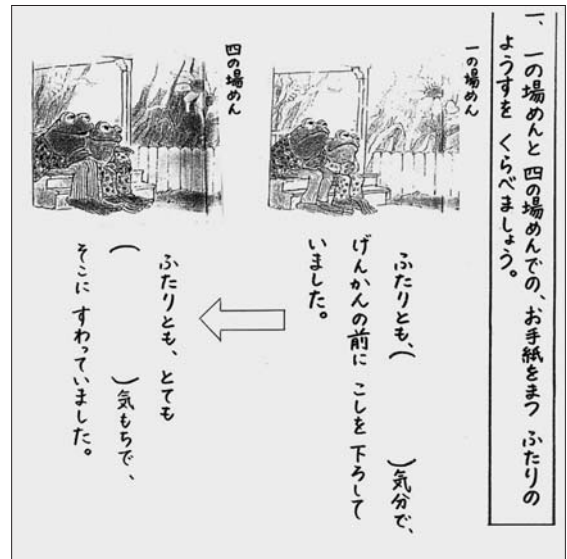 一、一の場めんと四の場めんでの、お手紙をまつ ふたりの
ようすを くらべましょう。
一の場めん
ふたりとも、（　　　　）気分で、
げんかんの前に こしを 下ろして
いました。
四の場めん
ふたりとも、とても
（　　　　）気もちで、
そこに すわっていました。